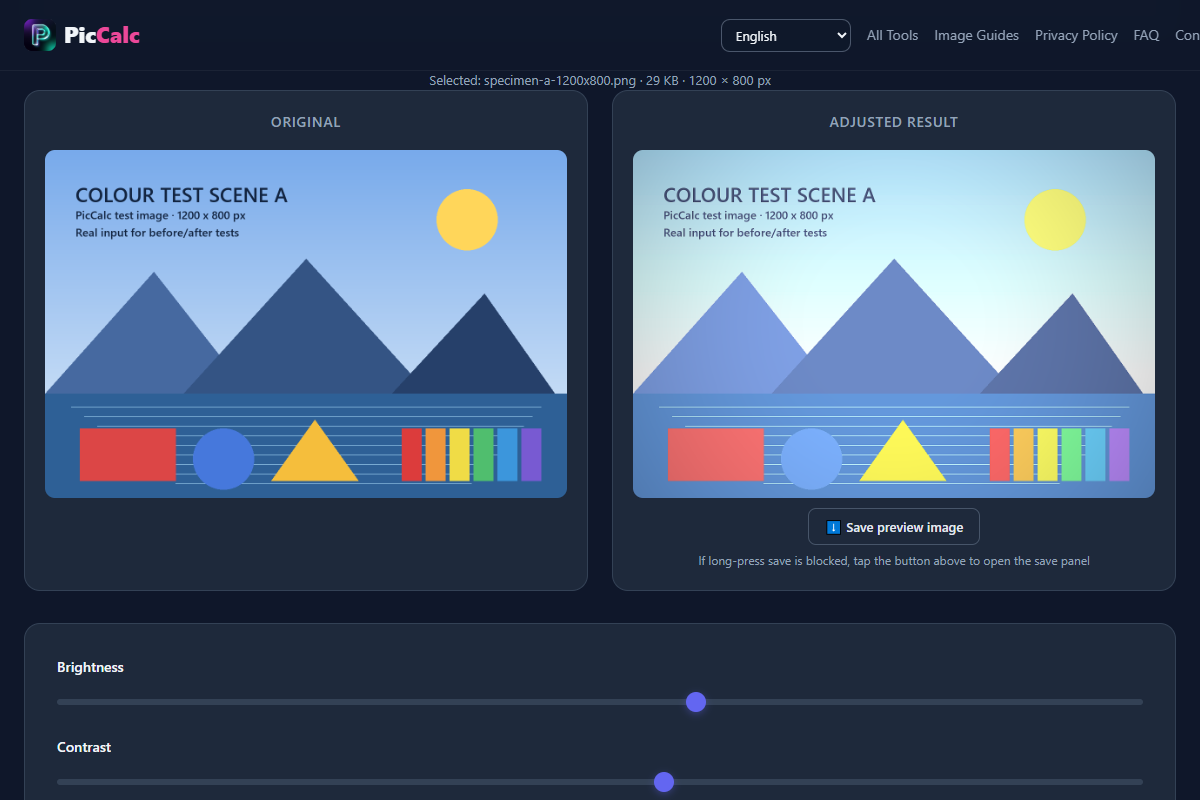 PicCalc
English
All Tools
Image Guides
Privacy Policy
FAQ
Con
Selected: specimen-a-1200x800.png · 29 KB · 1200 × 800 px
ORIGINAL
COLOUR TEST SCENE A
PicCalc test image · 1200 x 800 px
Real input for before/after tests
ADJUSTED RESULT
COLOUR TEST SCENE A
PicCalc test image · 1200 x 800 px
Real input for before/after tests
Save preview image
If long-press save is blocked, tap the button above to open the save panel
Brightness
Contrast